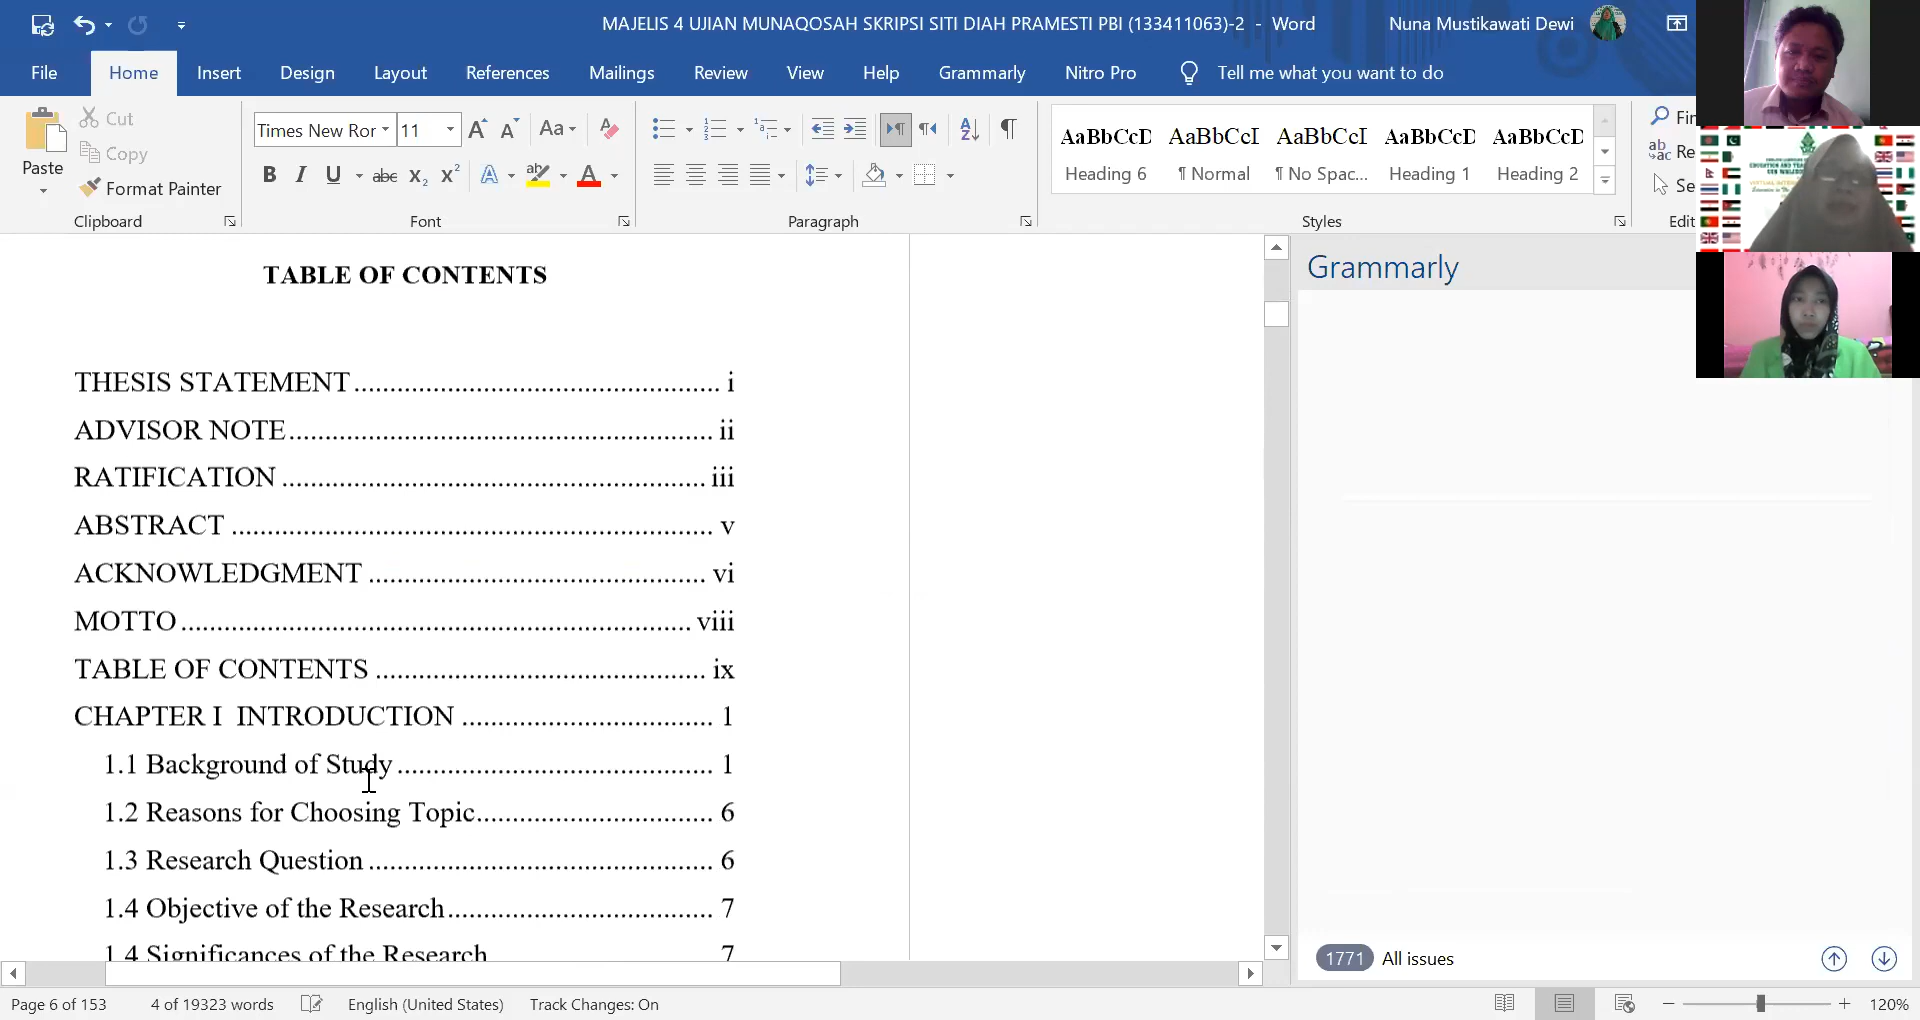 MAJELIS 4 UJIAN MUNAQOSAH SKRIPSI SITI DIAH PRAMESTI PBI (133411063)-2 - Word
Nuna Mustikawati Dewi
File Home Insert Design Layout References Mailings Review View Help Grammarly Nitro Pro Tell me what you want to do
Paste
Cut
Copy
Format Painter
Clipboard
Times New Ror 11
Font
Paragraph
AaBbCcD AaBbCcI AaBbCcI AaBbCcD AaBbCcD
Heading 6 ¶ Normal ¶ No Spac... Heading 1 Heading 2
Styles
Fin
Re
Se
Edit
TABLE OF CONTENTS
THESIS STATEMENT.................................................. i
ADVISOR NOTE.......................................................... ii
RATIFICATION .......................................................... iii
ABSTRACT .................................................................. v
ACKNOWLEDGMENT .............................................. vi
MOTTO...................................................................... viii
TABLE OF CONTENTS ............................................. ix
CHAPTER I  INTRODUCTION .................................. 1
1.1 Background of Study............................................ 1
1.2 Reasons for Choosing Topic................................. 6
1.3 Research Question ................................................ 6
1.4 Objective of the Research..................................... 7
1.4 Significances of the Research 7
Grammarly
1771 All issues
Page 6 of 153 4 of 19323 words English (United States) Track Changes: On 120%